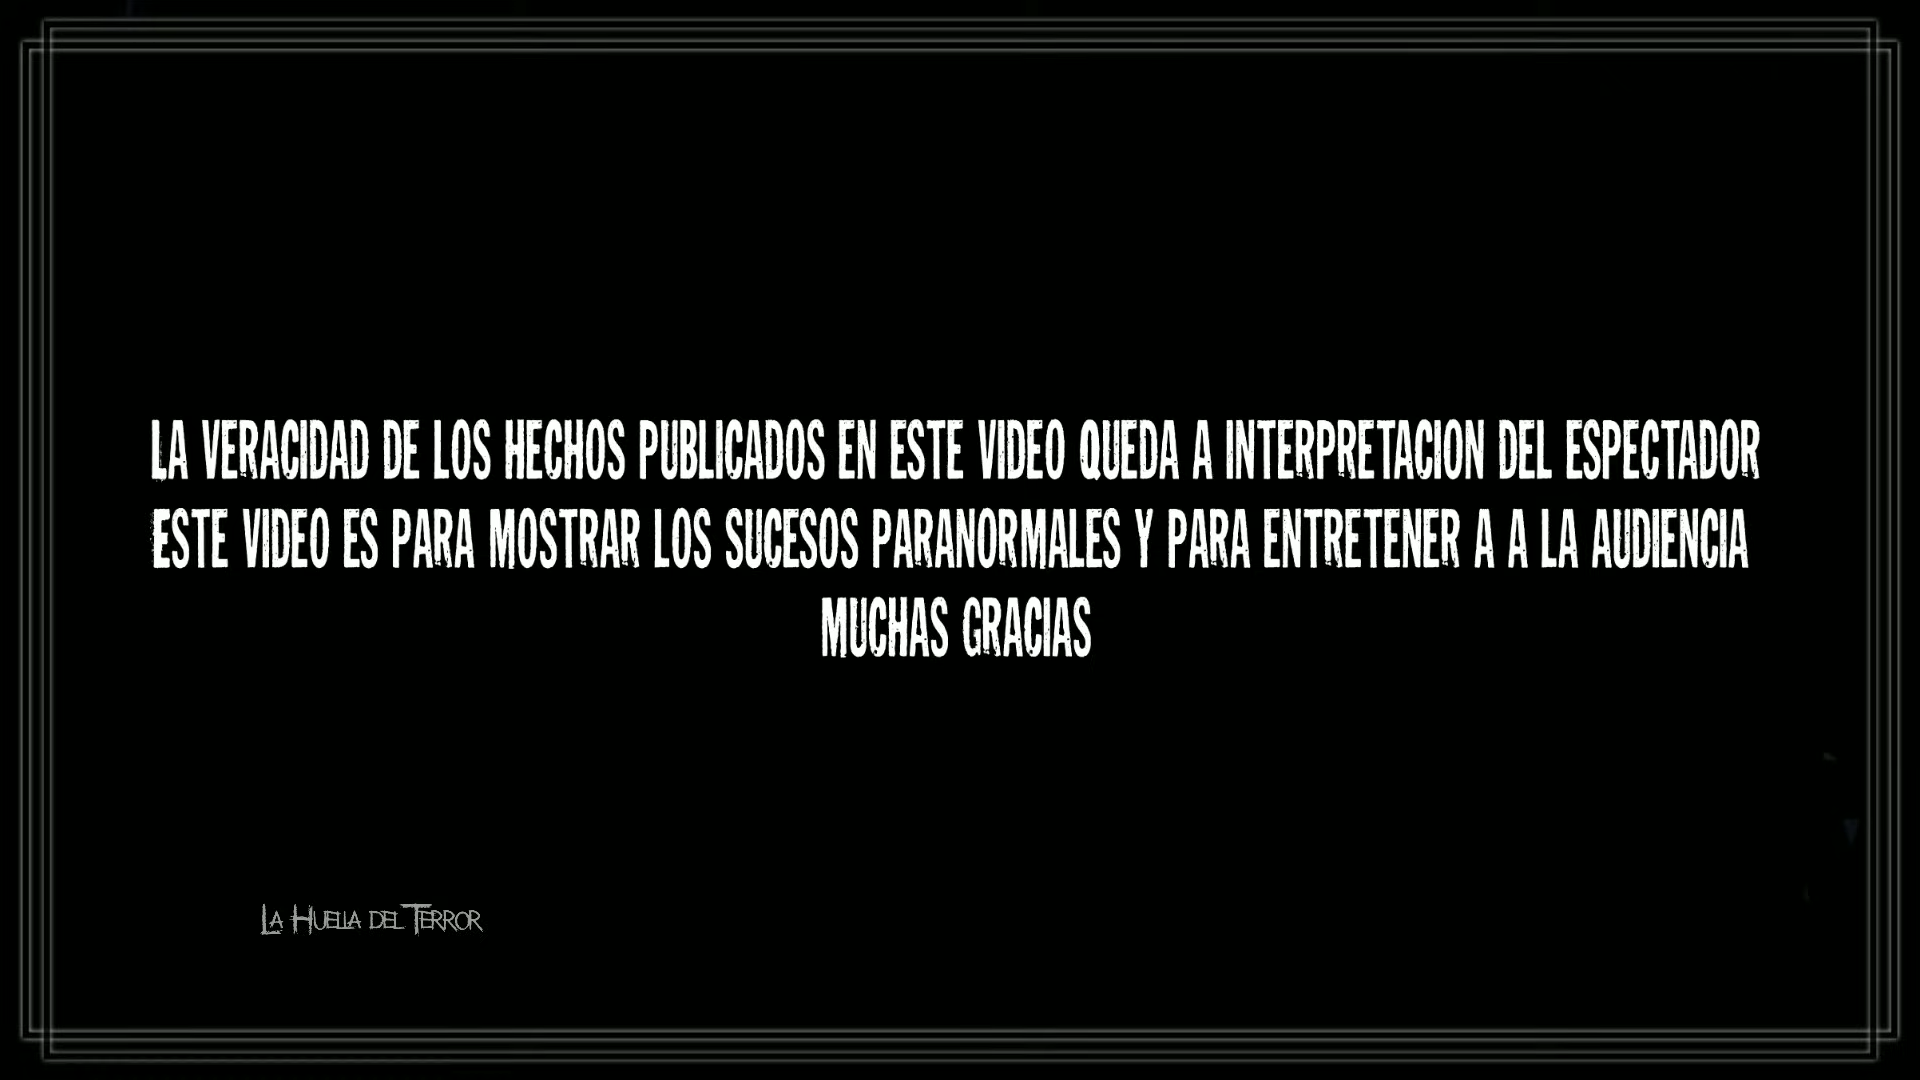 LA VERACIDAD DE LOS HECHOS PUBLICADOS EN ESTE VIDEO QUEDA A INTERPRETACION DEL ESPECTADOR
ESTE VIDEO ES PARA MOSTRAR LOS SUCESOS PARANORMALES Y PARA ENTRETENER A A LA AUDIENCIA
MUCHAS GRACIAS
LA HUELLA DEL TERROR